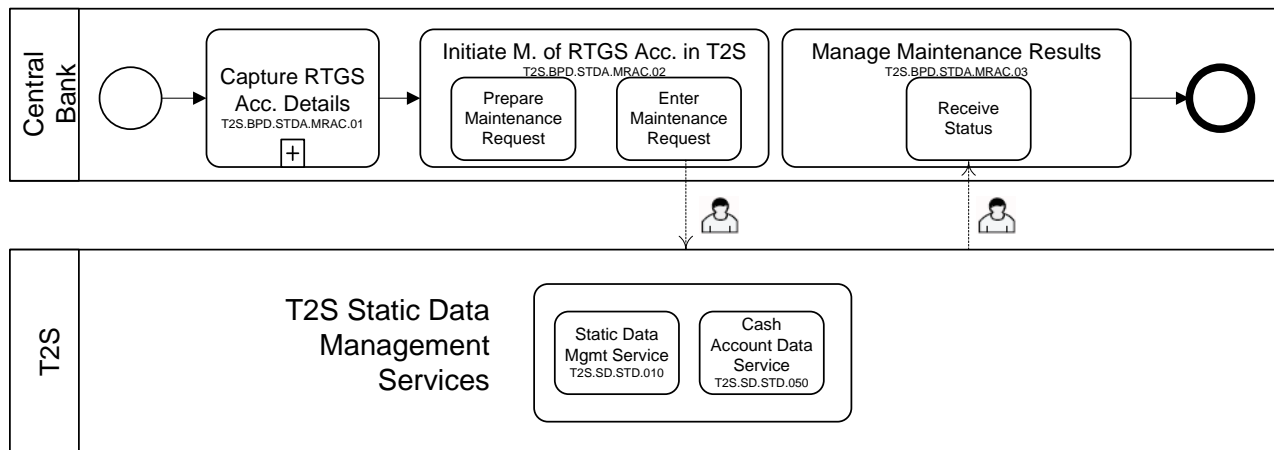 Central
Bank
Capture RTGS
Acc. Details
T2S.BPD.STDA.MRAC.01
Initiate M. of RTGS Acc. in T2S
T2S.BPD.STDA.MRAC.02
Prepare
Maintenance
Request
Enter
Maintenance
Request
Manage Maintenance Results
T2S.BPD.STDA.MRAC.03
Receive
Status
T2S
T2S Static Data
Management
Services
Static Data
Mgmt Service
T2S.SD.STD.010
Cash
Account Data
Service
T2S.SD.STD.050